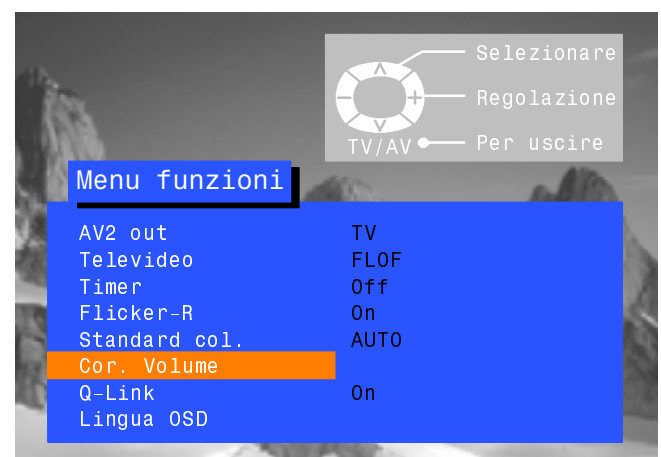 Selezionare
Regolazione
TV/AV Per uscire
Menu funzioni
AV2 out TV
Televideo FLOF
Timer Off
Flicker-R On
Standard col. AUTO
Cor. Volume
Q-Link On
Lingua OSD